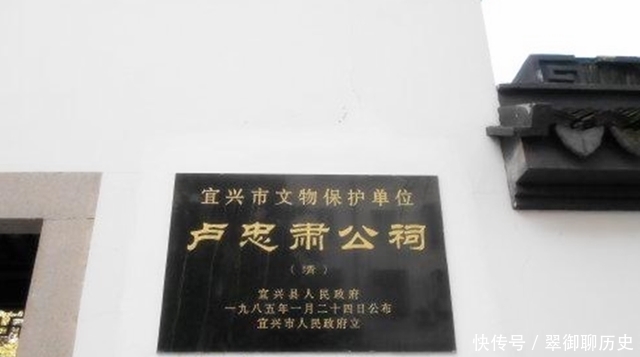 宜兴市文物保护单位
卢忠肃公祠
（清）
宜兴县人民政府
一九八五年一月二十四日公布
宜兴市人民政府立
快传号 / 翠御聊历史